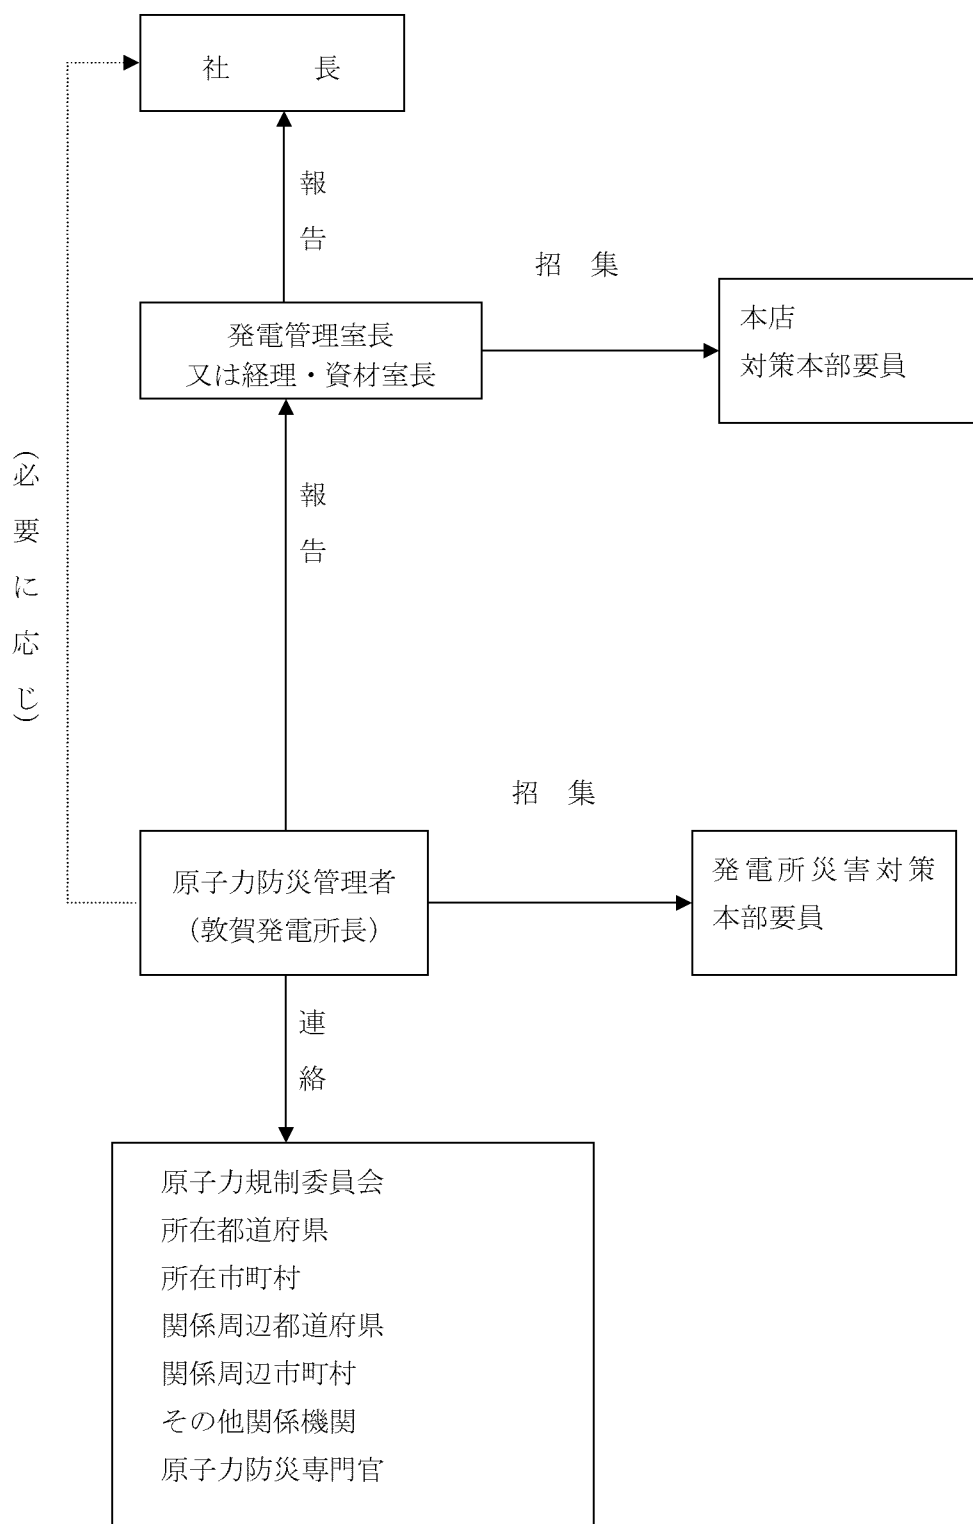 社長
報告
招集
発電管理室長
又は経理・資材室長
本店
対策本部要員
(必要に応じ)
報告
招集
原子力防災管理者
(敦賀発電所長)
発電所災害対策
本部要員
連絡
原子力規制委員会
所在都道府県
所在市町村
関係周辺都道府県
関係周辺市町村
その他関係機関
原子力防災専門官